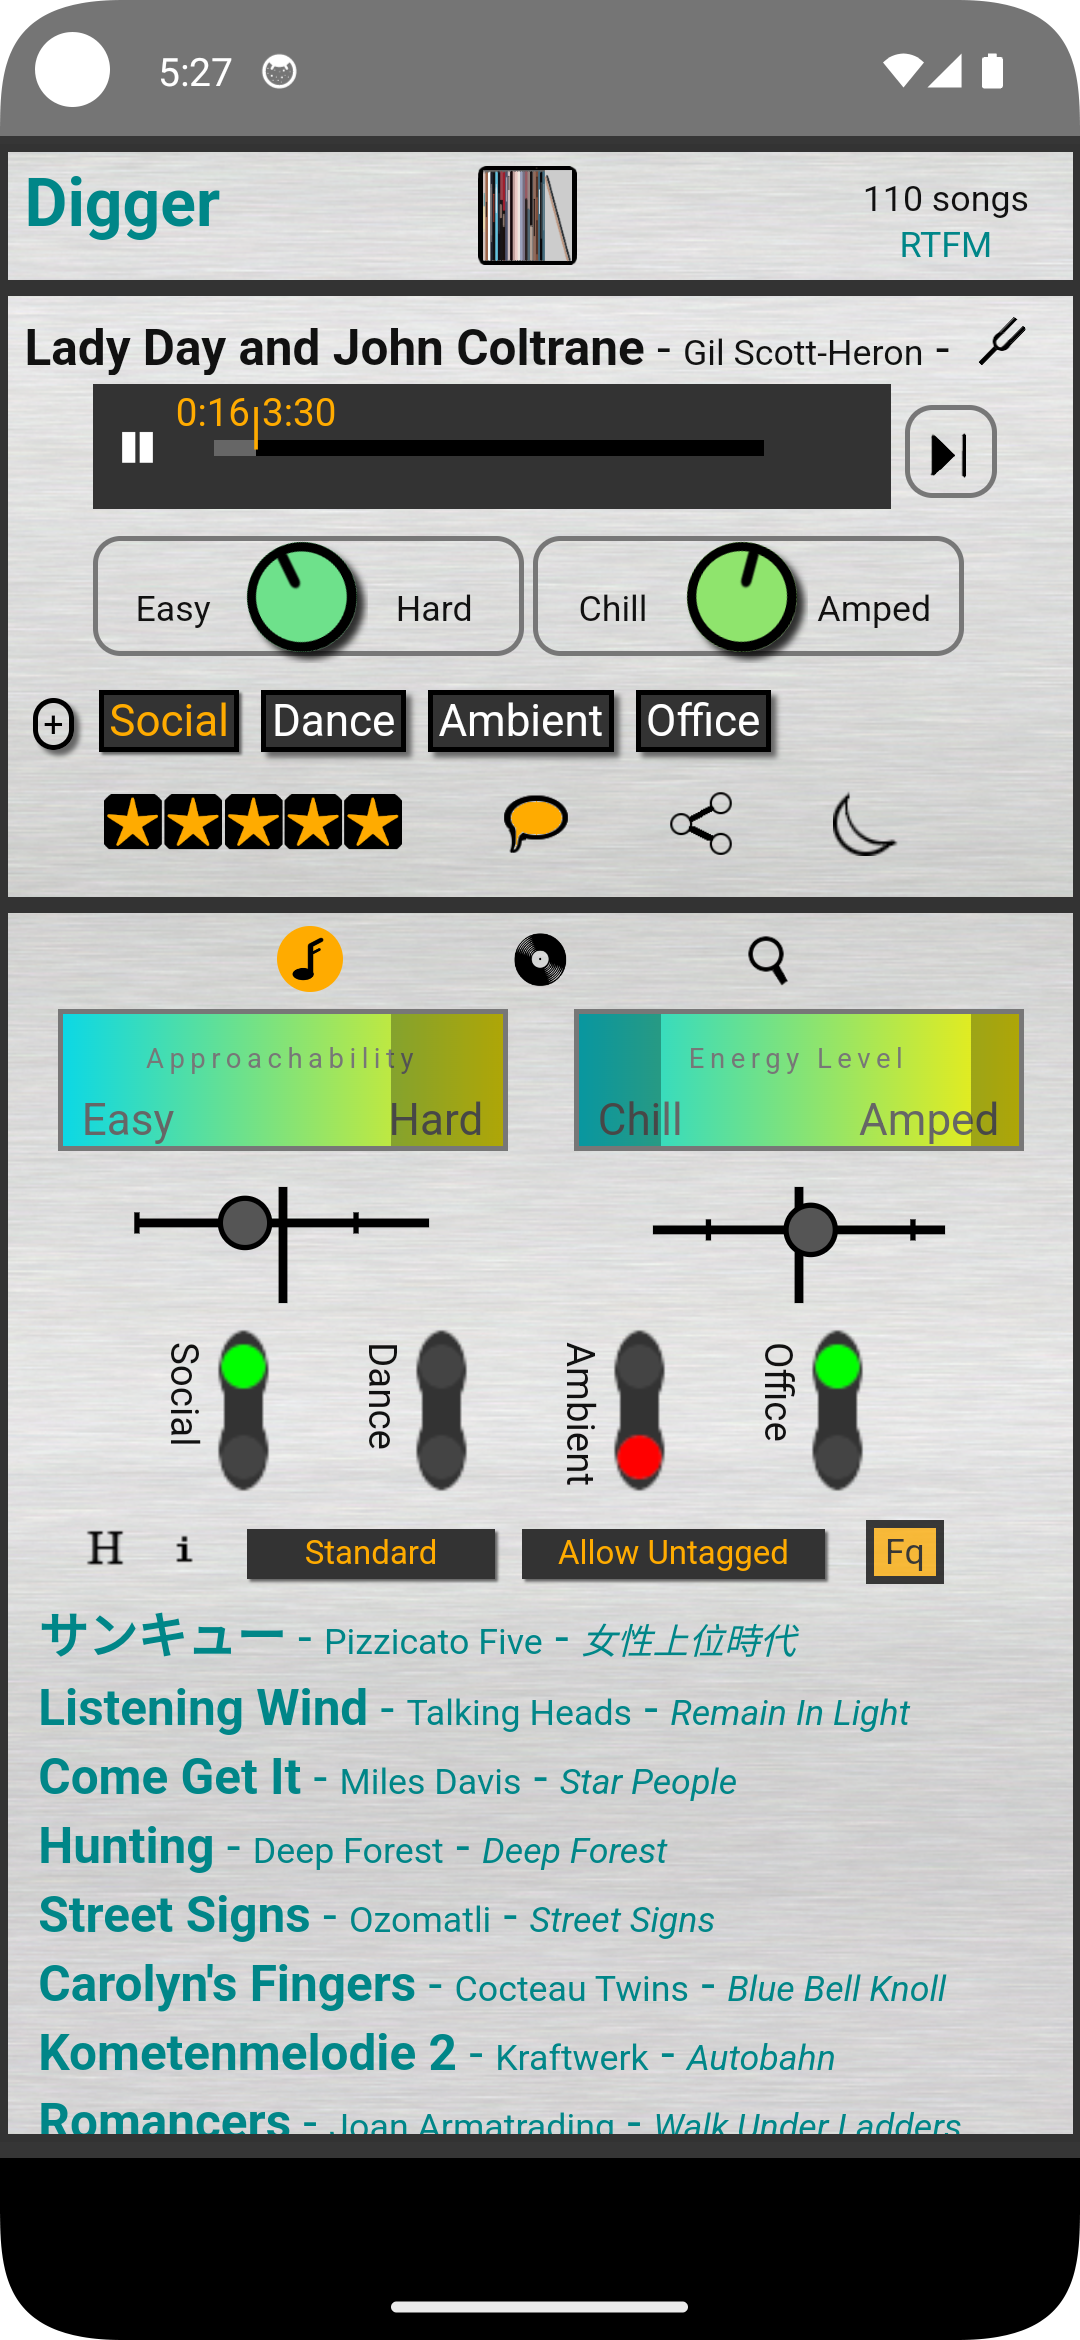 5:27
Digger
110 songs
RTFM
Lady Day and John Coltrane - Gil Scott-Heron -
0:16 3:30
Easy Hard Chill Amped
+ Social Dance Ambient Office
Approachability Energy Level
Easy Hard Chill Amped
Social Dance Ambient Office
H i Standard Allow Untagged Fq
サンキュー - Pizzicato Five - 女性上位時代
Listening Wind - Talking Heads - Remain In Light
Come Get It - Miles Davis - Star People
Hunting - Deep Forest - Deep Forest
Street Signs - Ozomatli - Street Signs
Carolyn's Fingers - Cocteau Twins - Blue Bell Knoll
Kometenmelodie 2 - Kraftwerk - Autobahn
Romancers - Joan Armatrading - Walk Under Ladders